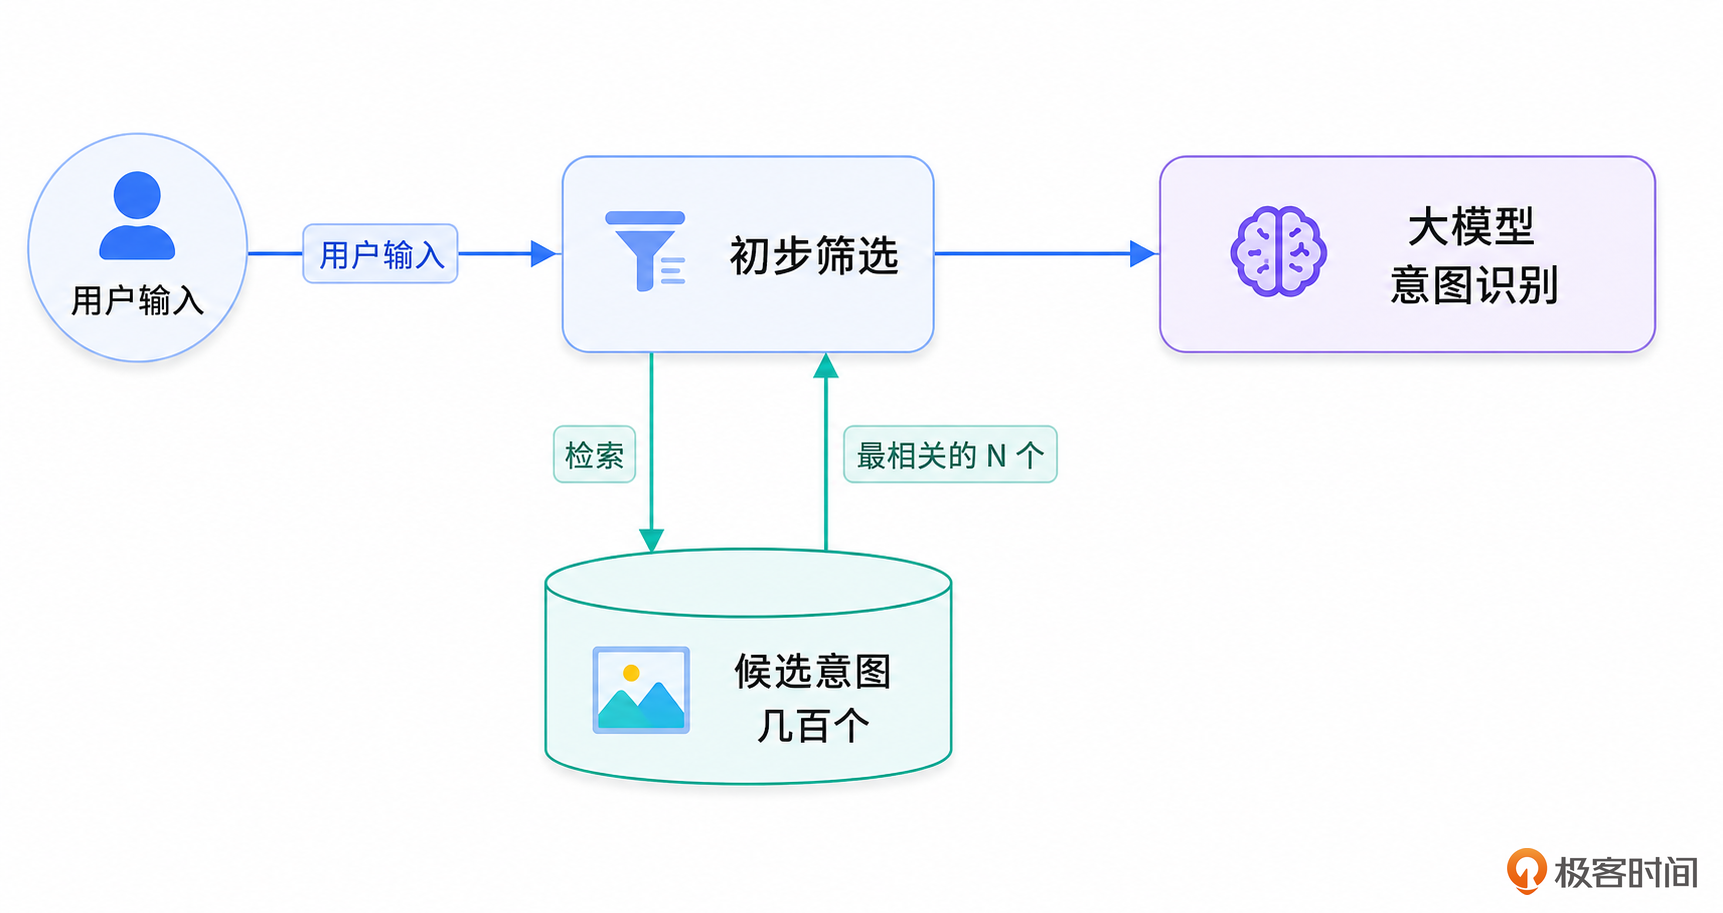 用户输入
用户输入
初步筛选
大模型
意图识别
检索
最相关的 N 个
候选意图
几百个
极客时间